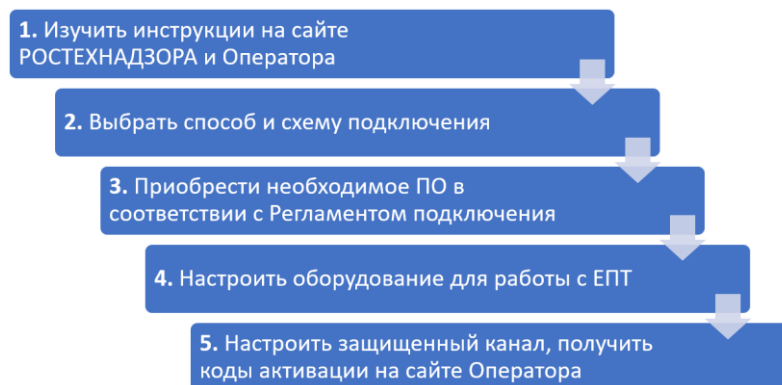 1. Изучить инструкции на сайте
РОСТЕХНАДЗОРА и Оператора
2. Выбрать способ и схему подключения
3. Приобрести необходимое ПО в
соответствии с Регламентом подключения
4. Настроить оборудование для работы с ЕПТ
5. Настроить защищенный канал, получить
коды активации на сайте Оператора